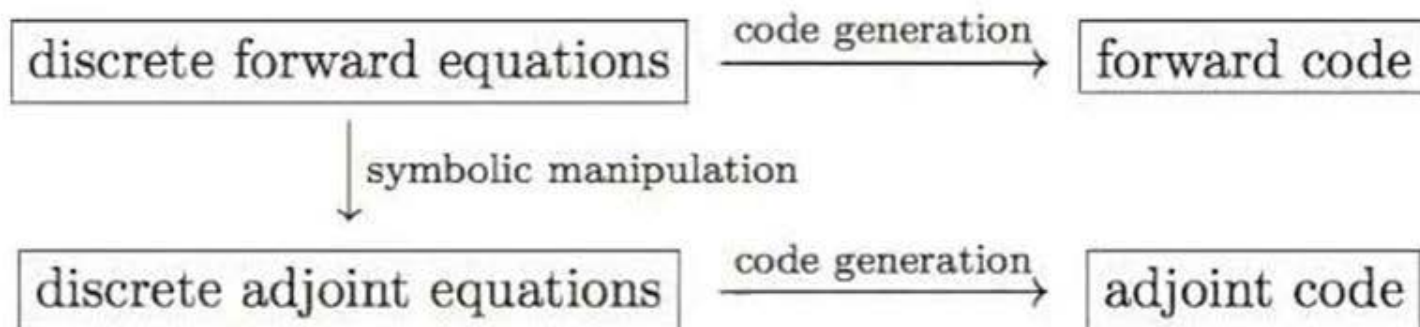 code generation
discrete forward equations
forward code
symbolic manipulation
code generation
discrete adjoint equations
adjoint code